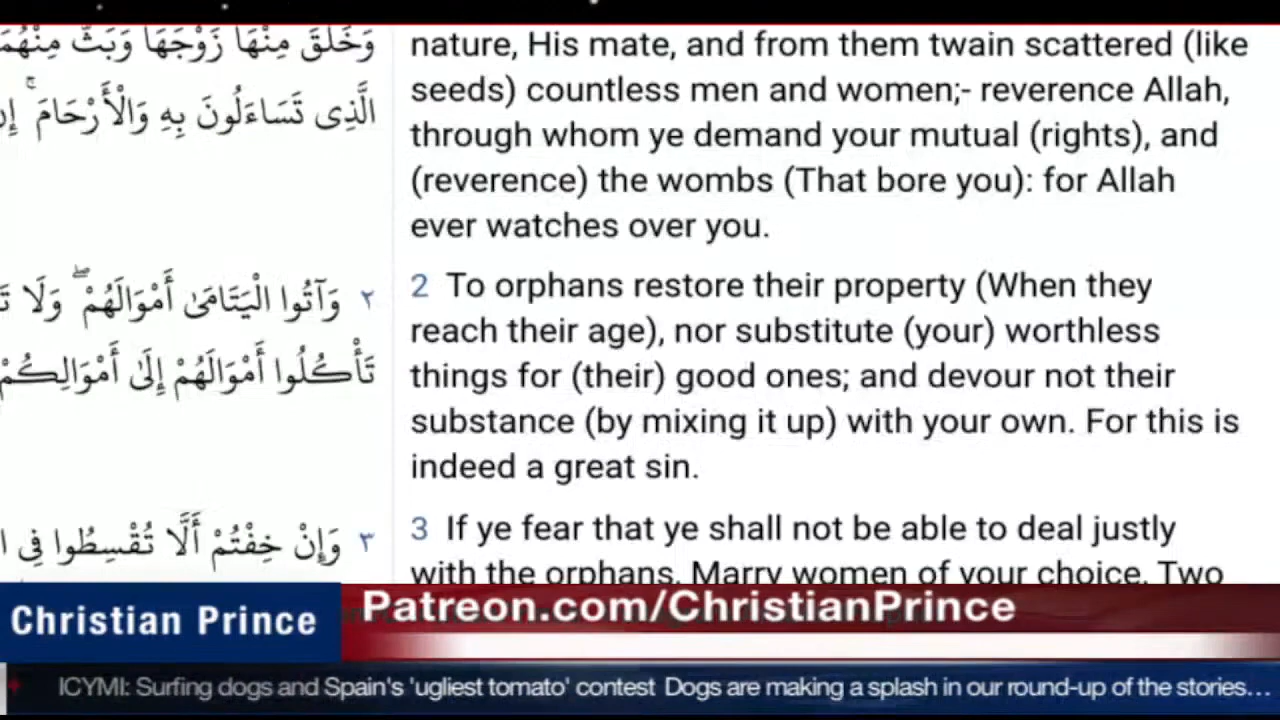 وَخَلَقَ مِنْهَا زَوْجَهَا وَبَثَّ مِنْهُمَا
الَّذِى تَسَاءَلُونَ بِهِ وَالْأَرْحَامَ ۚ
٢ وَآتُوا الْيَتَامَىٰ أَمْوَالَهُمْ ۖ وَلَا
تَأْكُلُوا أَمْوَالَهُمْ إِلَىٰ أَمْوَالِكُمْ
٣ وَإِنْ خِفْتُمْ أَلَّا تُقْسِطُوا فِى
nature, His mate, and from them twain scattered (like
seeds) countless men and women;- reverence Allah,
through whom ye demand your mutual (rights), and
(reverence) the wombs (That bore you): for Allah
ever watches over you.
2 To orphans restore their property (When they
reach their age), nor substitute (your) worthless
things for (their) good ones; and devour not their
substance (by mixing it up) with your own. For this is
indeed a great sin.
3 If ye fear that ye shall not be able to deal justly
with the orphans, Marry women of your choice, Two
Christian Prince
Patreon.com/ChristianPrince
ICYMI: Surfing dogs and Spain's 'ugliest tomato' contest Dogs are making a splash in our round-up of the stories...